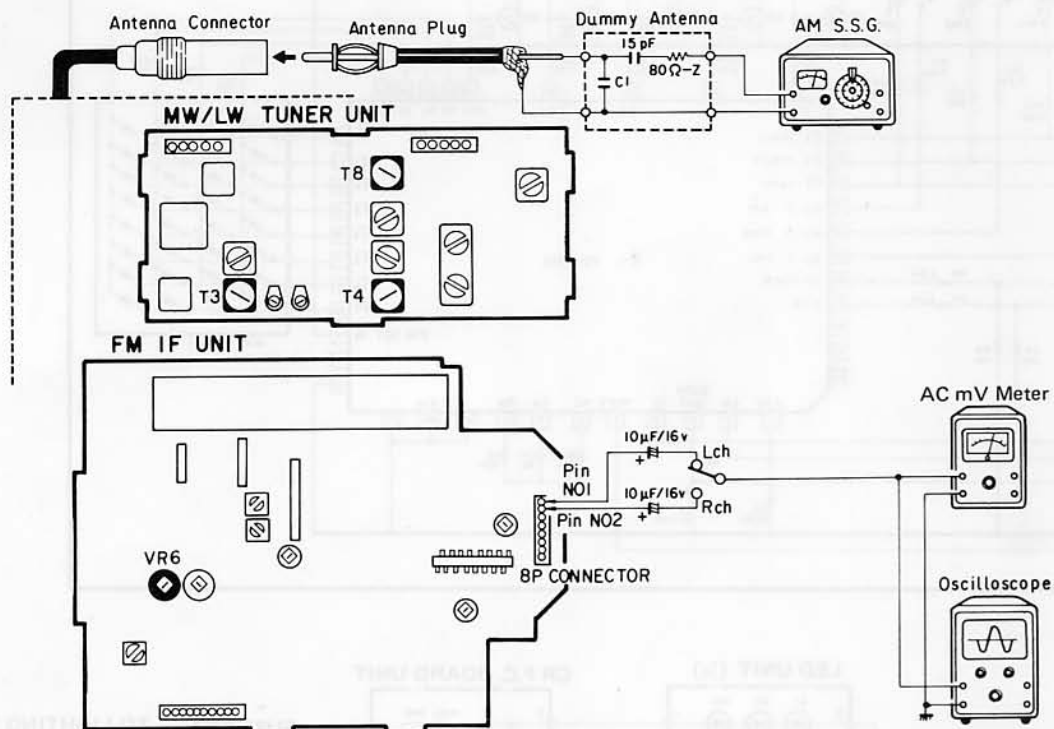 Antenna Connector
Antenna Plug
Dummy Antenna
15 pF
80Ω-Z
C1
AM S.S.G.
MW/LW TUNER UNIT
T8
T3
T4
FM IF UNIT
AC mV Meter
10μF/16v
+
Lch
Pin
NO1
10μF/16v
+
Rch
Pin NO2
VR6
8P CONNECTOR
Oscilloscope
LED UNIT (N)